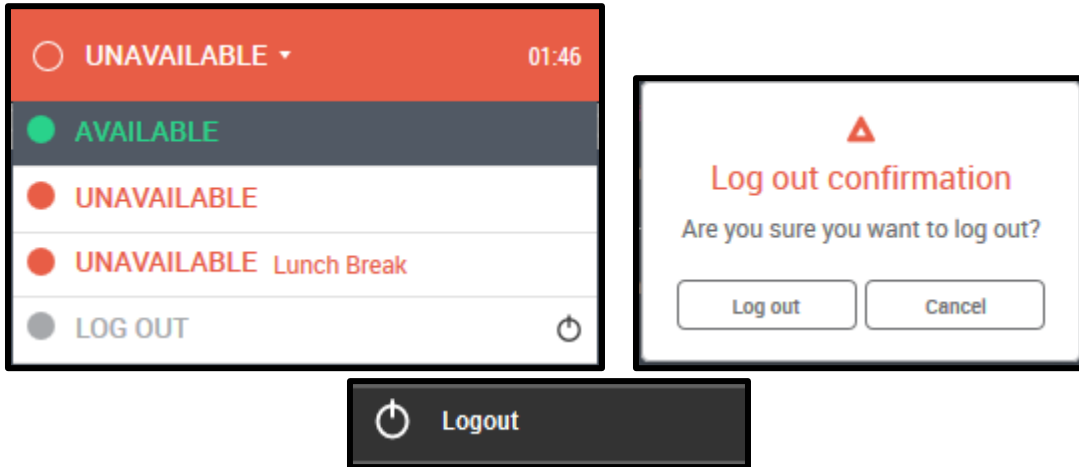 UNAVAILABLE 01:46
AVAILABLE
UNAVAILABLE
UNAVAILABLE Lunch Break
LOG OUT
Log out confirmation
Are you sure you want to log out?
Log out Cancel
Logout